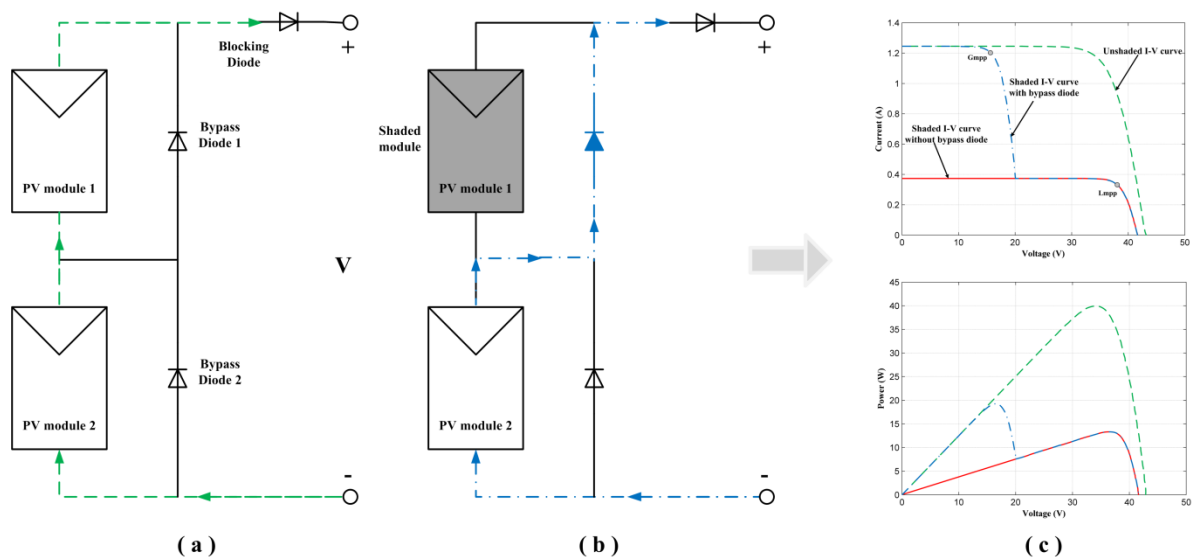 Blocking
Diode
+
Bypass
Diode 1
PV module 1
V
Bypass
Diode 2
PV module 2
-
( a )
+
Shaded
module
PV module 1
PV module 2
-
( b )
1.4
1.2
1
0.8
0.6
0.4
0.2
0
Current (A)
Gmpp
Unshaded I-V curve
Shaded I-V curve
with bypass diode
Shaded I-V curve
without bypass diode
Lmpp
0 10 20 30 40 50
Voltage (V)
45
40
35
30
25
20
15
10
5
0
Power (W)
0 10 20 30 40 50
Voltage (V)
( c )